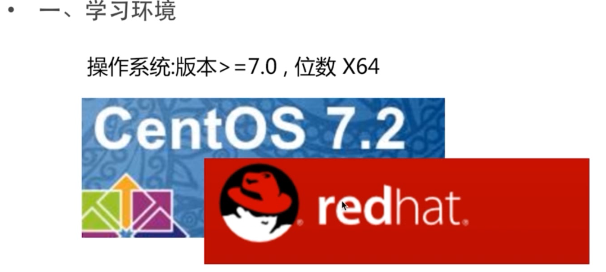 • 一、学习环境
操作系统:版本>=7.0 , 位数 X64
CentOS 7.2
redhat.